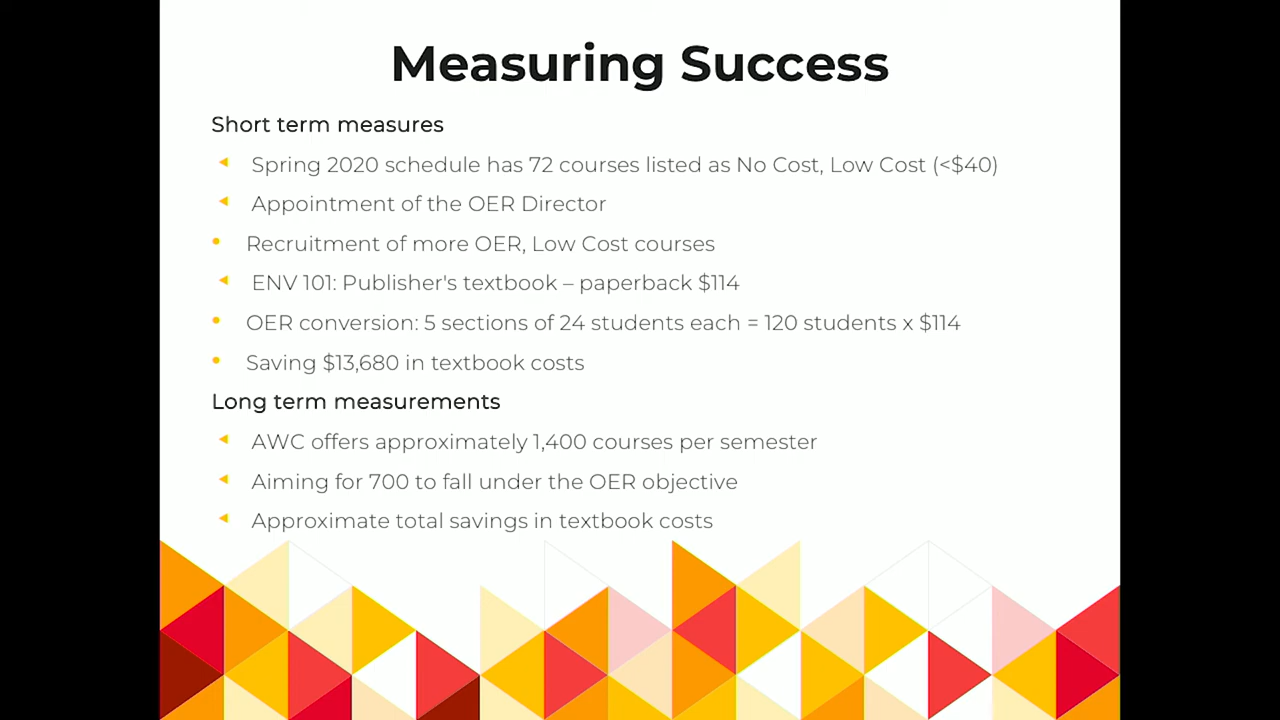 Measuring Success
Short term measures
Spring 2020 schedule has 72 courses listed as No Cost, Low Cost (<$40)
Appointment of the OER Director
Recruitment of more OER, Low Cost courses
ENV 101: Publisher's textbook – paperback $114
OER conversion: 5 sections of 24 students each = 120 students x $114
Saving $13,680 in textbook costs
Long term measurements
AWC offers approximately 1,400 courses per semester
Aiming for 700 to fall under the OER objective
Approximate total savings in textbook costs